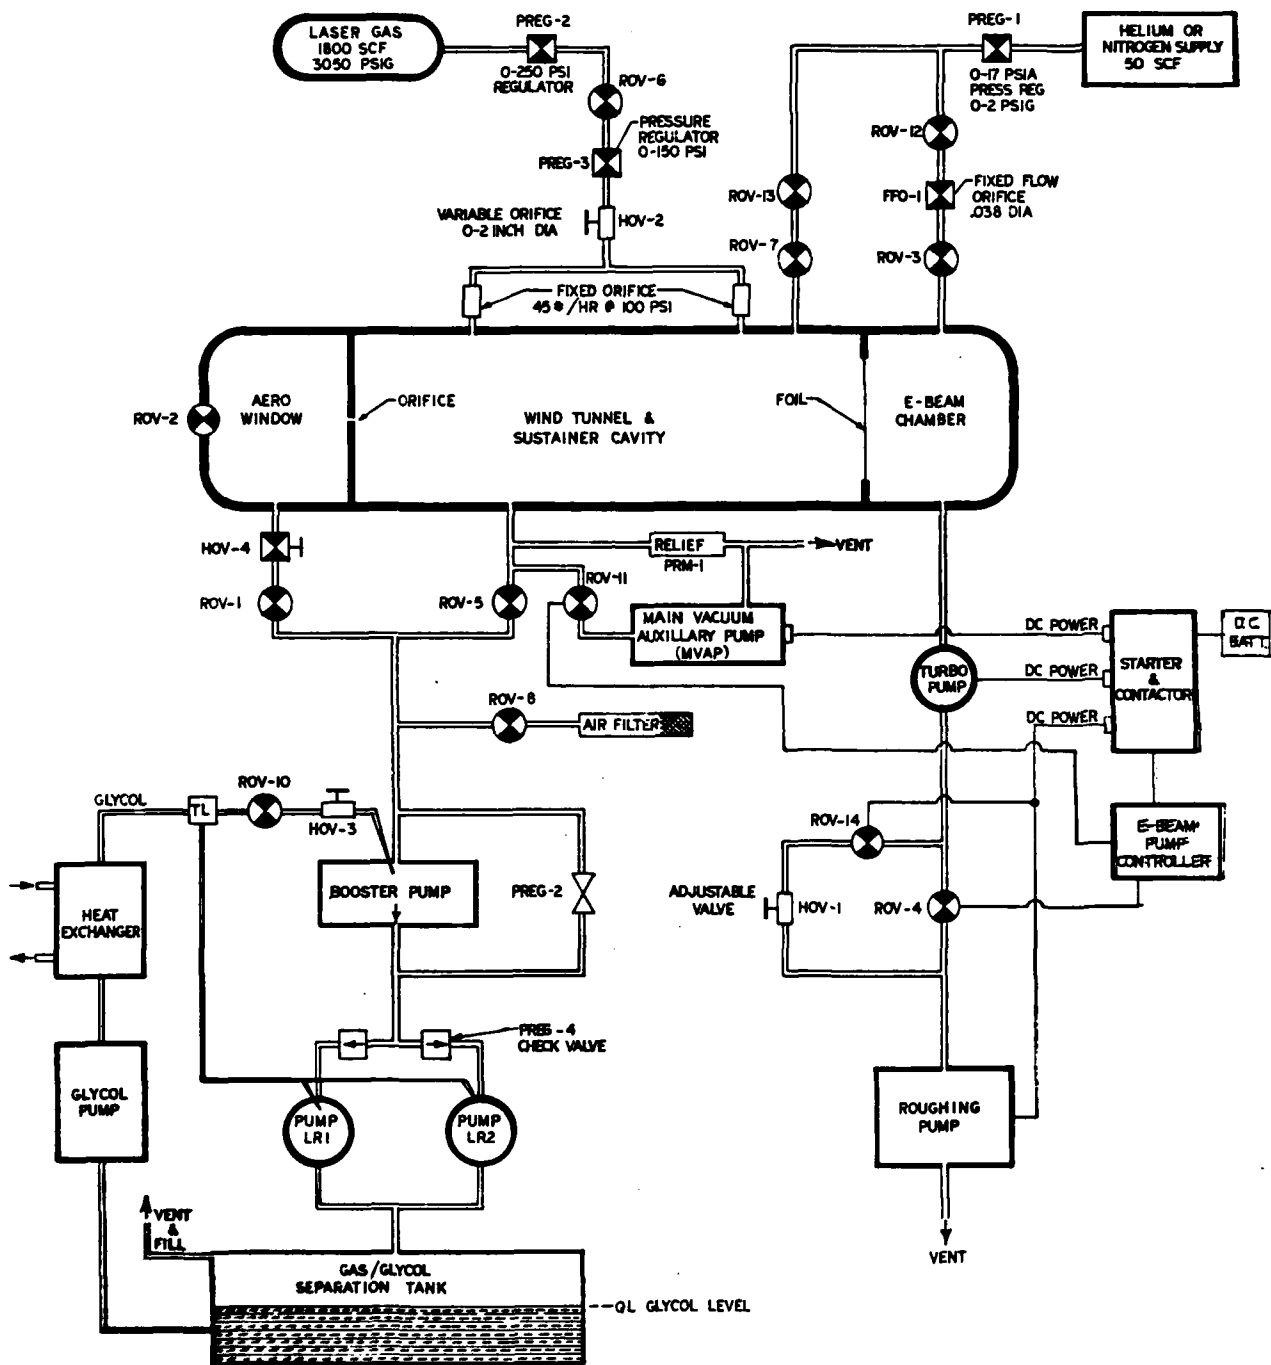 LASER GAS
1800 SCF
3050 PSIG
PREG-2
0-250 PSI
REGULATOR
ROV-6
PRESSURE
REGULATOR
0-150 PSI
PREG-3
VARIABLE ORIFICE
0-2 INCH DIA
HOV-2
PREG-1
0-17 PSIA
PRESS REG
0-2 PSIG
HELIUM OR
NITROGEN SUPPLY
50 SCF
ROV-12
ROV-13
FFO-1
FIXED FLOW
ORIFICE
.038 DIA
ROV-7
ROV-3
FIXED ORIFICE
45 #/HR @ 100 PSI
ROV-2
AERO
WINDOW
ORIFICE
WIND TUNNEL &
SUSTAINER CAVITY
FOIL
E-BEAM
CHAMBER
HOV-4
ROV-1
ROV-5
ROV-11
RELIEF
PRM-1
VENT
MAIN VACUUM
AUXILLARY PUMP
(MVAP)
TURBO
PUMP
DC POWER
DC POWER
DC POWER
STARTER
&
CONTACTOR
D.C.
BATT.
ROV-8
AIR FILTER
ROV-10
GLYCOL
TL
HOV-3
BOOSTER PUMP
PREG-2
HEAT
EXCHANGER
ROV-14
ADJUSTABLE
VALVE
HOV-1
ROV-4
E-BEAM
PUMP
CONTROLLER
PREG-4
CHECK VALVE
GLYCOL
PUMP
PUMP
LR1
PUMP
LR2
ROUGHING
PUMP
VENT
&
FILL
VENT
GAS/GLYCOL
SEPARATION TANK
QL GLYCOL LEVEL